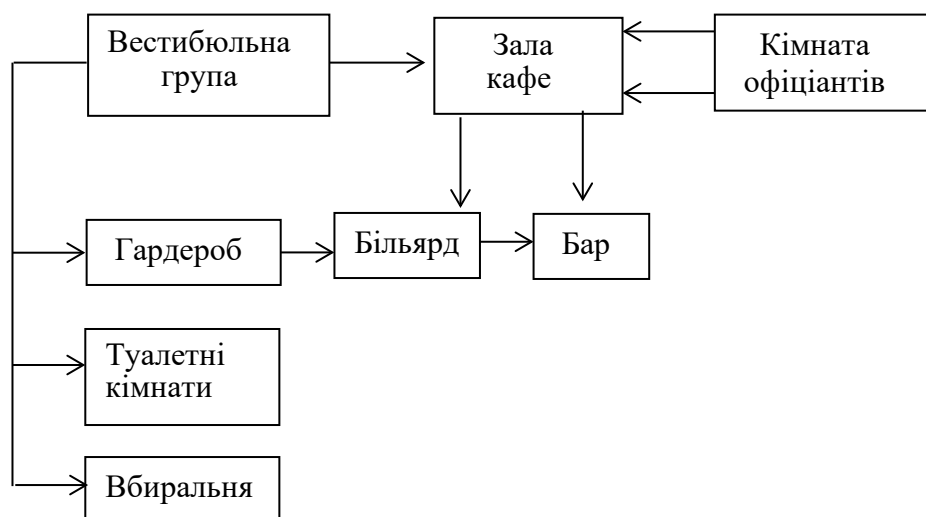 Вестибюльна
група
Зала
кафе
Кімната
офіціантів
Гардероб
Більярд
Бар
Туалетні
кімнати
Вбиральня